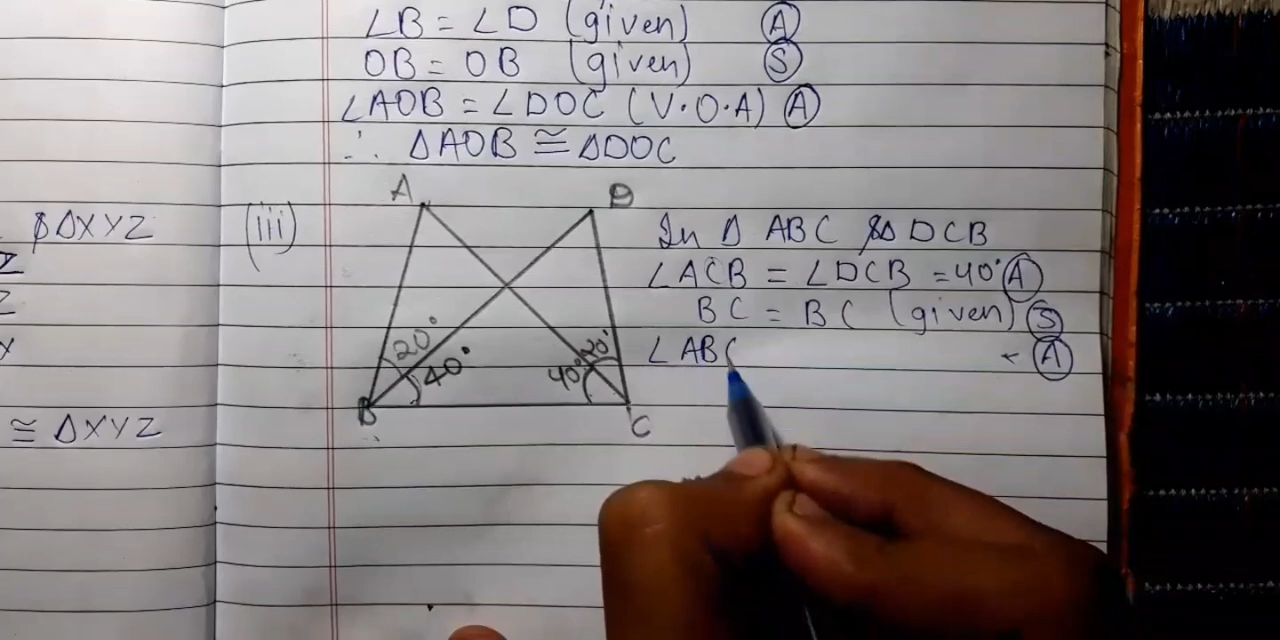 ∠B = ∠D (given) Ⓐ
OB = OB (given) Ⓢ
∠AOB = ∠DOC (V.O.A) Ⓐ
∴ ΔAOB ≅ ΔDOC
ΔXYZ
≅ ΔXYZ
(iii)
A
D
20°
40°
40°
20°
B
C
In Δ ABC & Δ DCB
∠ACB = ∠DCB = 40° Ⓐ
BC = BC (given) Ⓢ
∠ABC Ⓐ